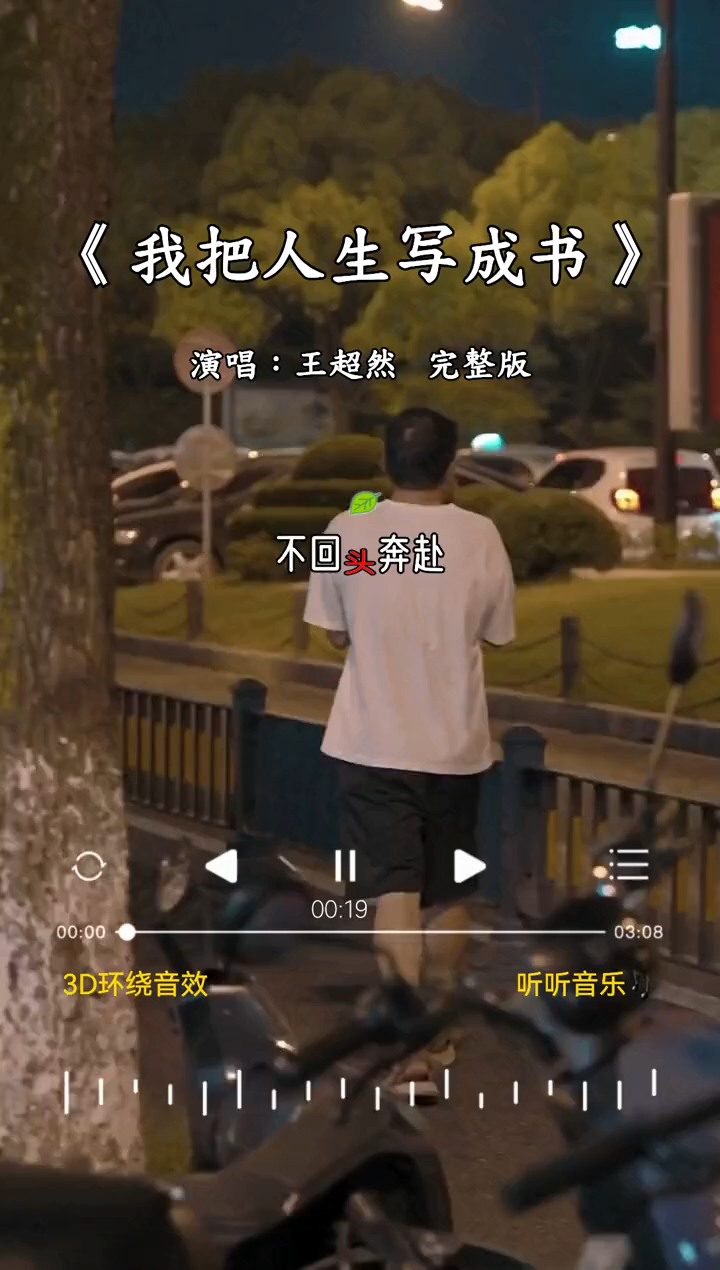 《 我把人生写成书 》
演唱：王超然 完整版
不回头奔赴
00:19
00:00 03:08
3D环绕音效 听听音乐